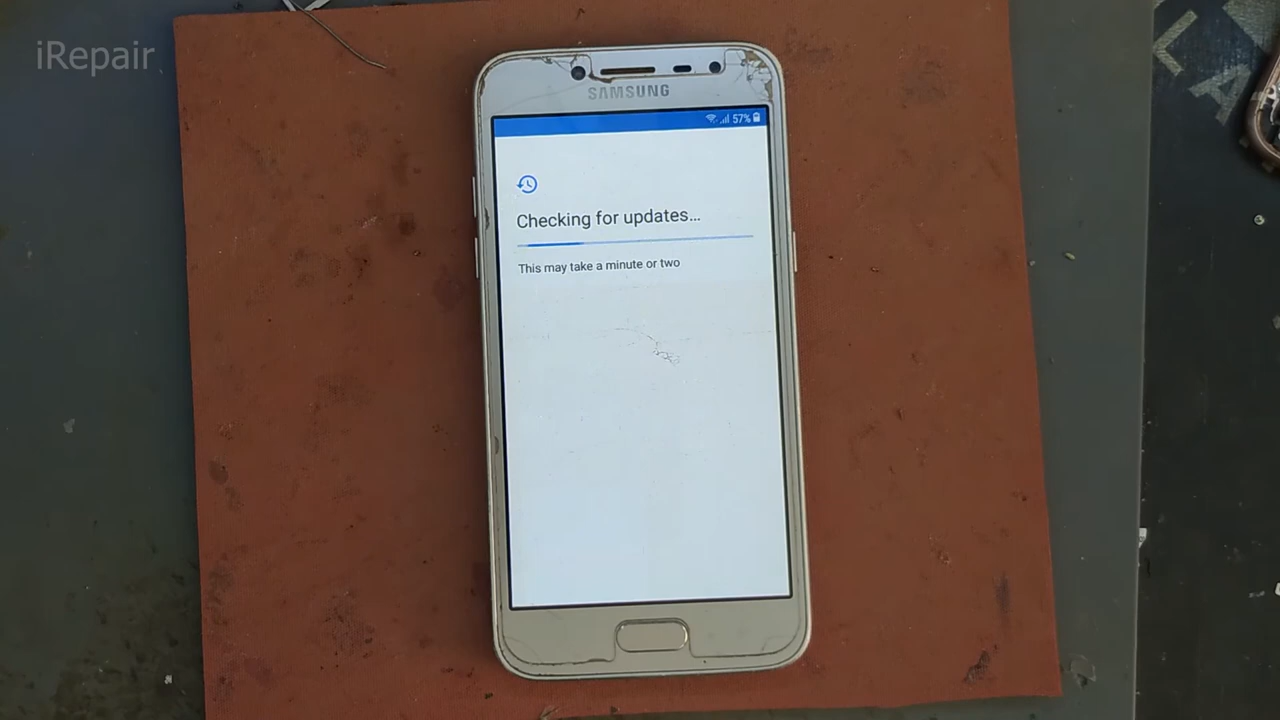 iRepair
SAMSUNG
57%
Checking for updates...
This may take a minute or two